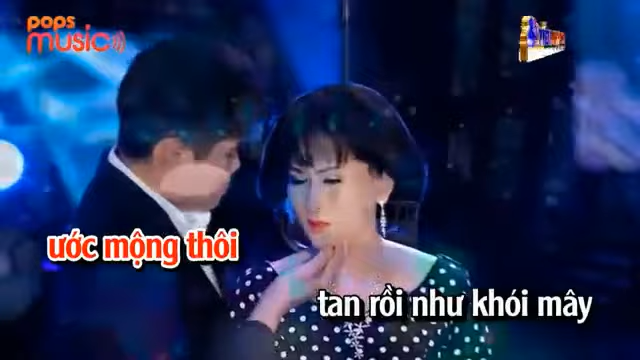 pops
music
ước mộng thôi
tan rồi như khói mây